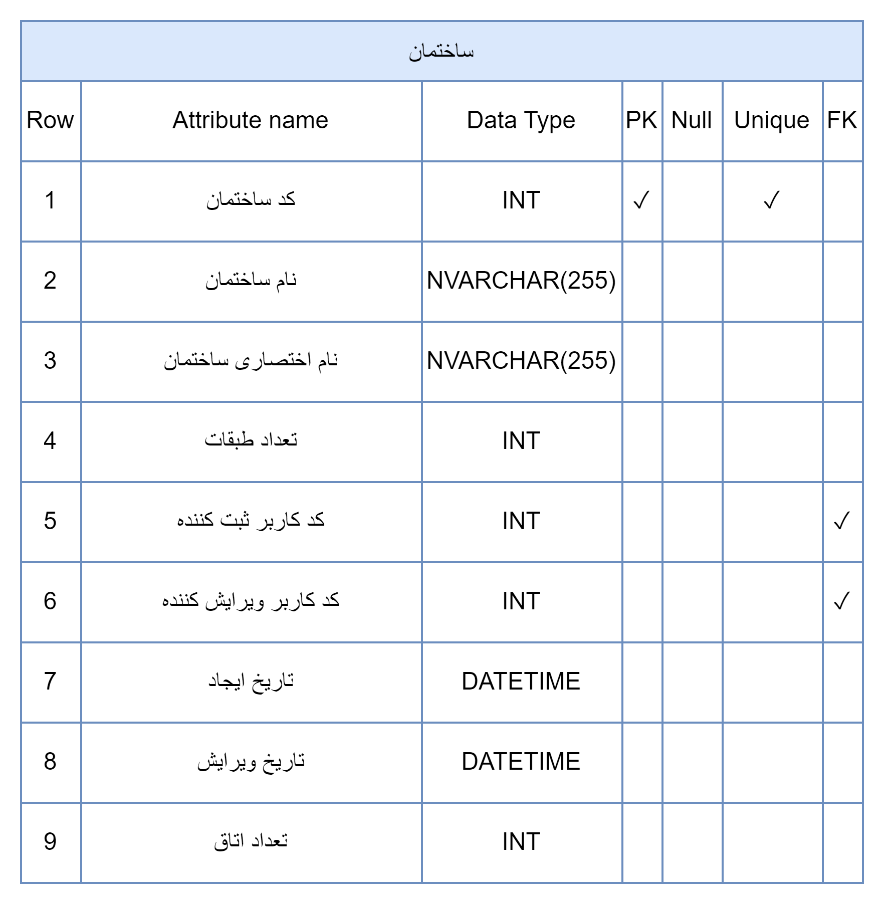 ساختمان
Row Attribute name Data Type PK Null Unique FK
1 کد ساختمان INT ✓ ✓
2 نام ساختمان NVARCHAR(255)
3 نام اختصاری ساختمان NVARCHAR(255)
4 تعداد طبقات INT
5 کد کاربر ثبت کننده INT ✓
6 کد کاربر ویرایش کننده INT ✓
7 تاریخ ایجاد DATETIME
8 تاریخ ویرایش DATETIME
9 تعداد اتاق INT